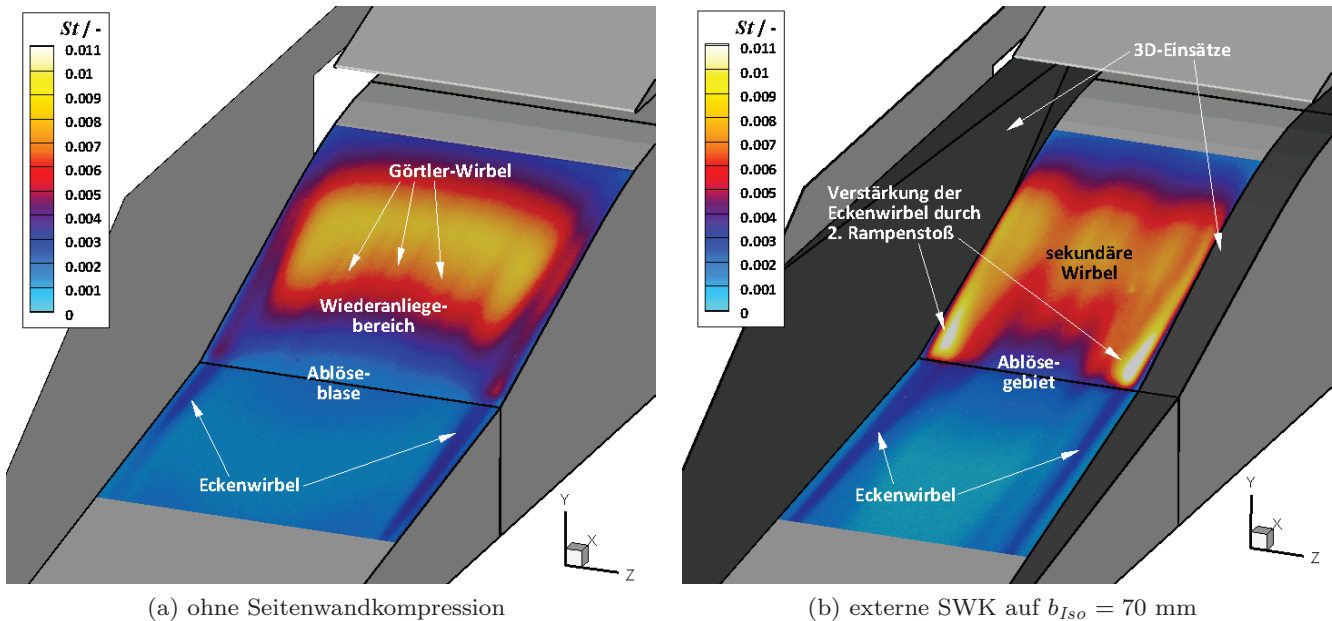 St / -
0.011
0.01
0.009
0.008
0.007
0.006
0.005
0.004
0.003
0.002
0.001
0
Görtler-Wirbel
Wiederanliege-
bereich
Ablöse-
blase
Eckenwirbel
Y
X
Z
(a) ohne Seitenwandkompression
St / -
0.011
0.01
0.009
0.008
0.007
0.006
0.005
0.004
0.003
0.002
0.001
0
3D-Einsätze
Verstärkung der
Eckenwirbel durch
2. Rampenstoß
sekundäre
Wirbel
Ablöse-
gebiet
Eckenwirbel
Y
X
Z
(b) externe SWK auf b_Iso = 70 mm